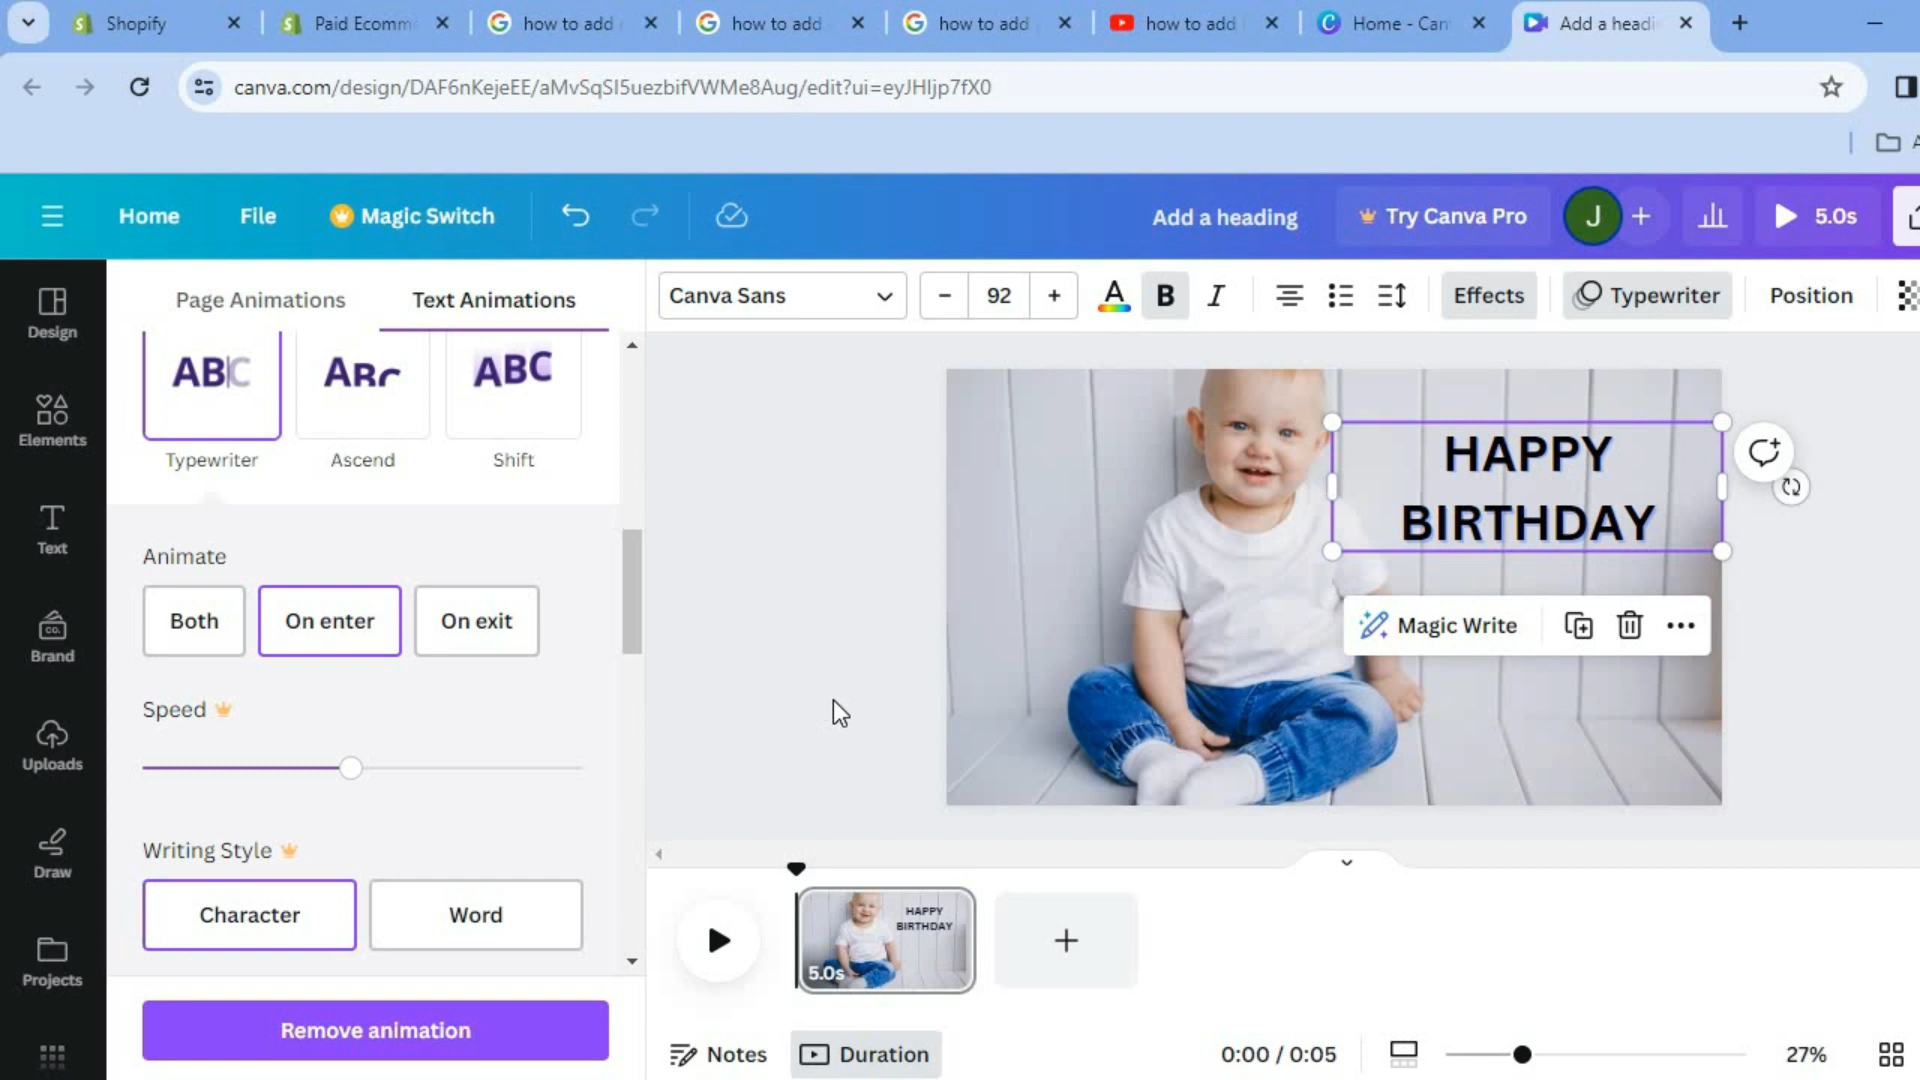 Shopify
Paid Ecomm
how to add
how to add
how to add
how to add
Home - Can
Add a headi
canva.com/design/DAF6nKejeEE/aMvSqSI5uezbifVWMe8Aug/edit?ui=eyJHIjp7fX0
Home
File
Magic Switch
Add a heading
Try Canva Pro
J
5.0s
Design
Elements
Text
Brand
Uploads
Draw
Projects
Page Animations
Text Animations
ABC
ABC
ABC
Typewriter
Ascend
Shift
Animate
Both
On enter
On exit
Speed
Writing Style
Character
Word
Remove animation
Canva Sans
92
A
B
I
Effects
Typewriter
Position
HAPPY
BIRTHDAY
Magic Write
HAPPY
BIRTHDAY
5.0s
Notes
Duration
0:00 / 0:05
27%